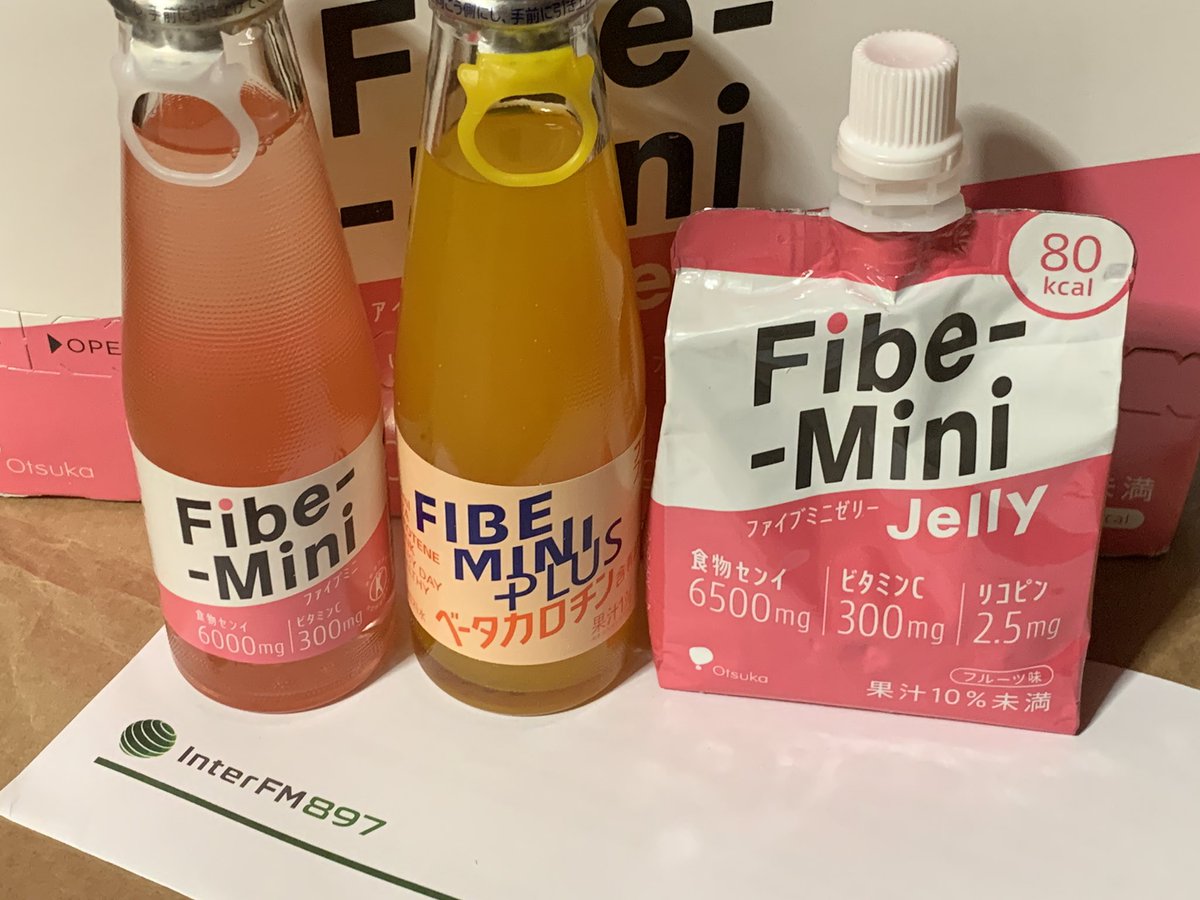 Fibe-
-Mini
OPE
Otsuka
Fibe-
-Mini
ファイブミニ
食物センイ
6000mg
ビタミンC
300mg
FIBE
MINI
PLUS
ベータカロチン
80
kcal
Fibe-
-Mini
Jelly
ファイブミニゼリー
食物センイ
6500mg
ビタミンC
300mg
リコピン
2.5mg
Otsuka
フルーツ味
果汁10%未満
InterFM897